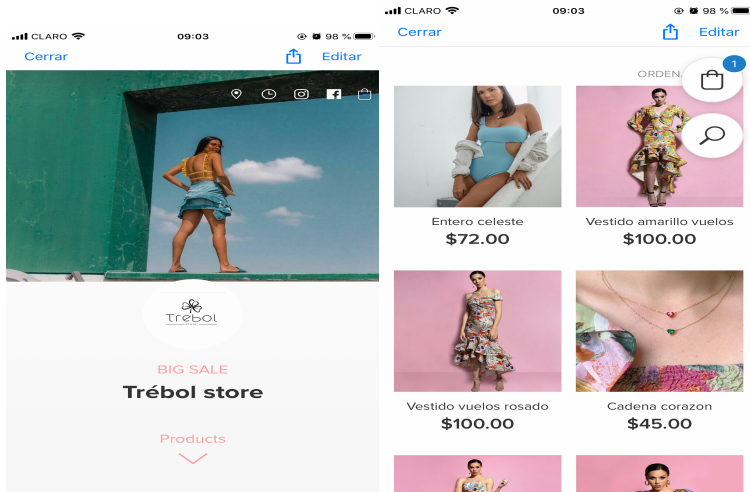 CLARO 09:03 98 %
Cerrar Editar
Trébol
STORE
BIG SALE
Trébol store
Products
CLARO 09:03 98 %
Cerrar Editar
ORDEN
1
Entero celeste Vestido amarillo vuelos
$72.00 $100.00
Vestido vuelos rosado Cadena corazon
$100.00 $45.00